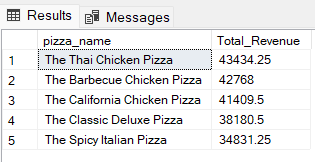 Results Messages
pizza_name Total_Revenue
1 The Thai Chicken Pizza 43434.25
2 The Barbecue Chicken Pizza 42768
3 The California Chicken Pizza 41409.5
4 The Classic Deluxe Pizza 38180.5
5 The Spicy Italian Pizza 34831.25